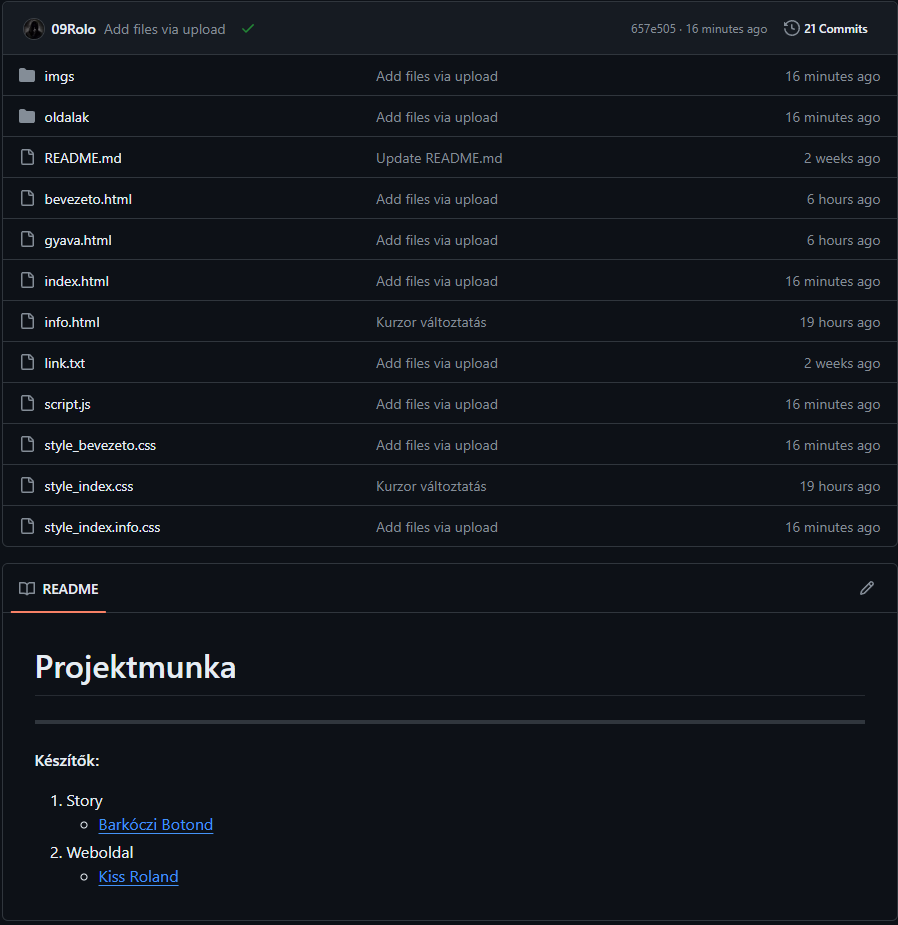 09Rolo Add files via upload 657e505 · 16 minutes ago 21 Commits
imgs Add files via upload 16 minutes ago
oldalak Add files via upload 16 minutes ago
README.md Update README.md 2 weeks ago
bevezeto.html Add files via upload 6 hours ago
gyava.html Add files via upload 6 hours ago
index.html Add files via upload 16 minutes ago
info.html Kurzor változtatás 19 hours ago
link.txt Add files via upload 2 weeks ago
script.js Add files via upload 16 minutes ago
style_bevezeto.css Add files via upload 16 minutes ago
style_index.css Kurzor változtatás 19 hours ago
style_index.info.css Add files via upload 16 minutes ago
README
Projektmunka
Készítők:
1. Story
Barkóczi Botond
2. Weboldal
Kiss Roland